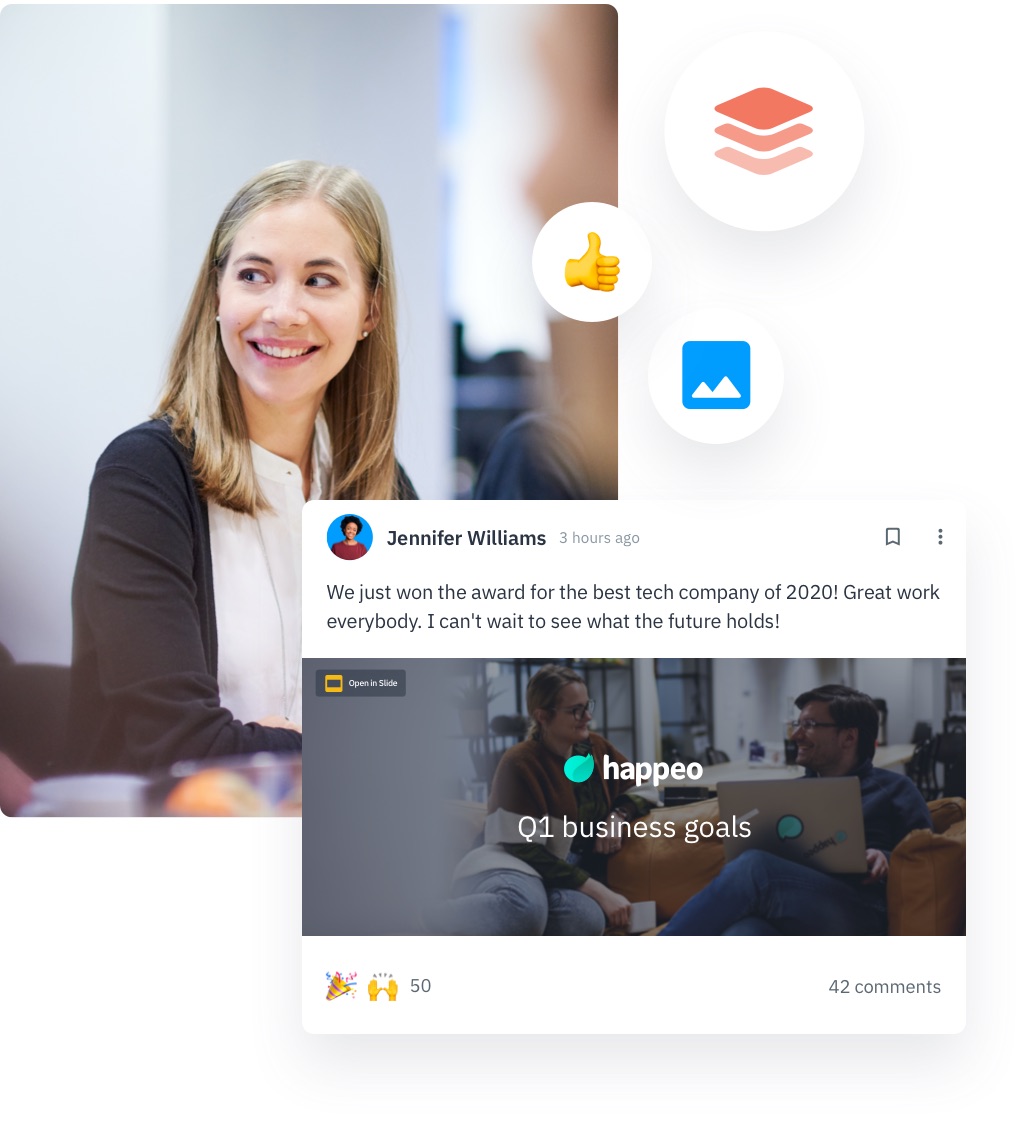 Jennifer Williams 3 hours ago
We just won the award for the best tech company of 2020! Great work
everybody. I can't wait to see what the future holds!
Open in Slide
happeo
Q1 business goals
50
42 comments